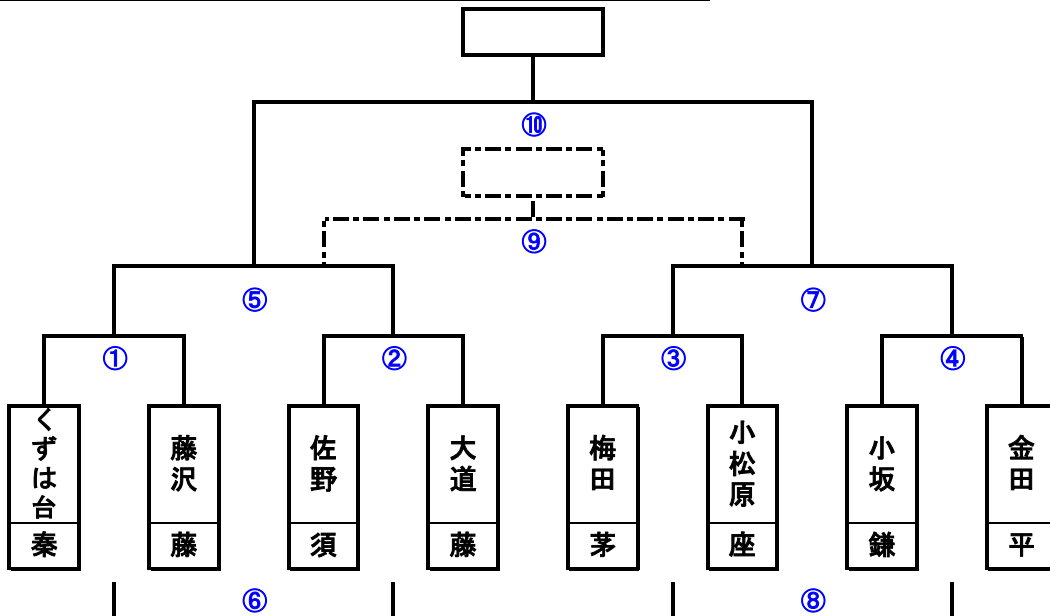 ⑩
⑨
⑤ ⑦
① ② ③ ④
くずは台 藤沢 佐野 大道 梅田 小松原 小坂 金田
秦 藤 須 藤 茅 座 鎌 平
⑥ ⑧